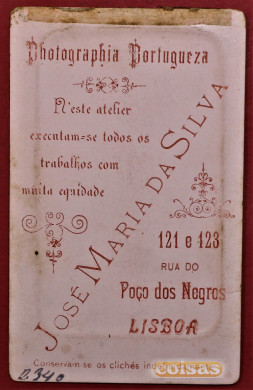 Photographia Portugueza
N'este atelier
executam=se todos os
trabalhos com
muita equidade
JOSÉ MARIA DA SILVA
121 e 123
RUA DO
Poço dos Negros
LISBOA
Conservam-se os clichés
coisas